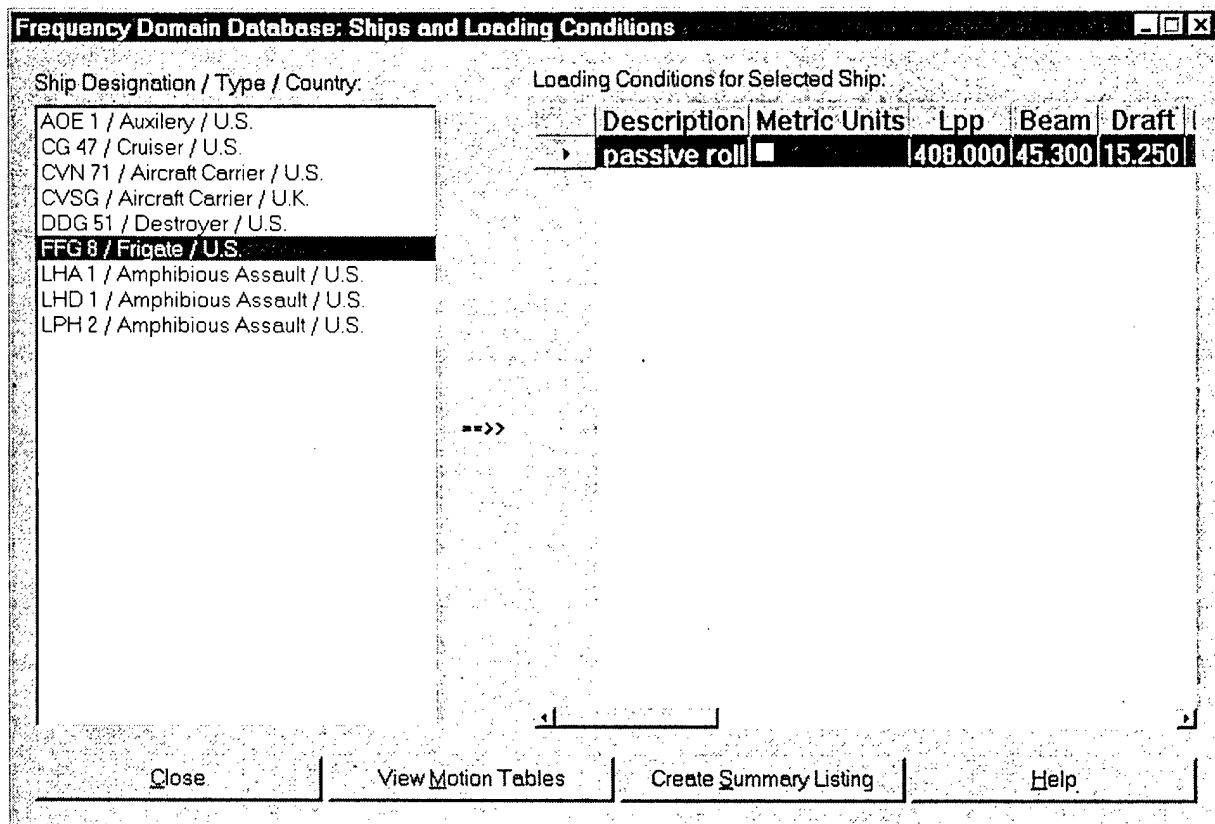 Frequency Domain Database: Ships and Loading Conditions
Ship Designation / Type / Country:
AOE 1 / Auxilery / U.S.
CG 47 / Cruiser / U.S.
CVN 71 / Aircraft Carrier / U.S.
CVSG / Aircraft Carrier / U.K.
DDG 51 / Destroyer / U.S.
FFG 8 / Frigate / U.S.
LHA 1 / Amphibious Assault / U.S.
LHD 1 / Amphibious Assault / U.S.
LPH 2 / Amphibious Assault / U.S.
==>>
Loading Conditions for Selected Ship:
Description Metric Units Lpp Beam Draft
passive roll 408.000 45.300 15.250
Close View Motion Tables Create Summary Listing Help